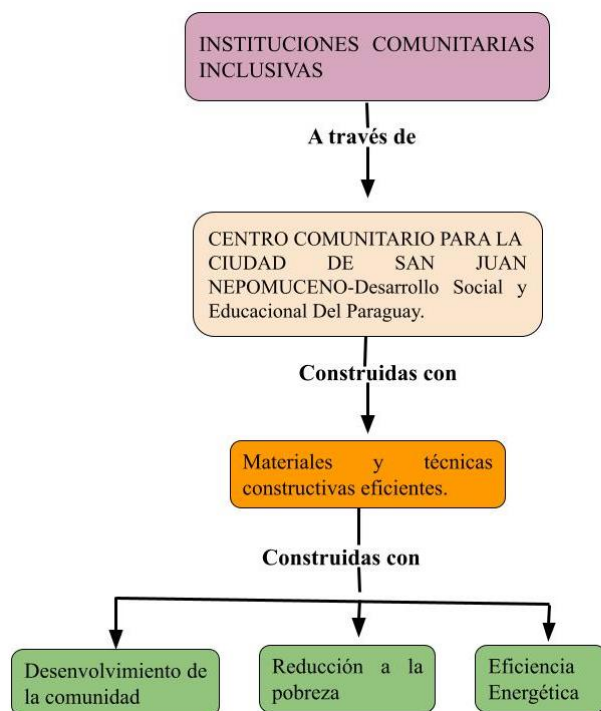 INSTITUCIONES COMUNITARIAS
INCLUSIVAS
A través de
CENTRO COMUNITARIO PARA LA
CIUDAD DE SAN JUAN
NEPOMUCENO-Desarrollo Social y
Educacional Del Paraguay.
Construidas con
Materiales y técnicas
constructivas eficientes.
Construidas con
Desenvolvimiento de
la comunidad
Reducción a la
pobreza
Eficiencia
Energética